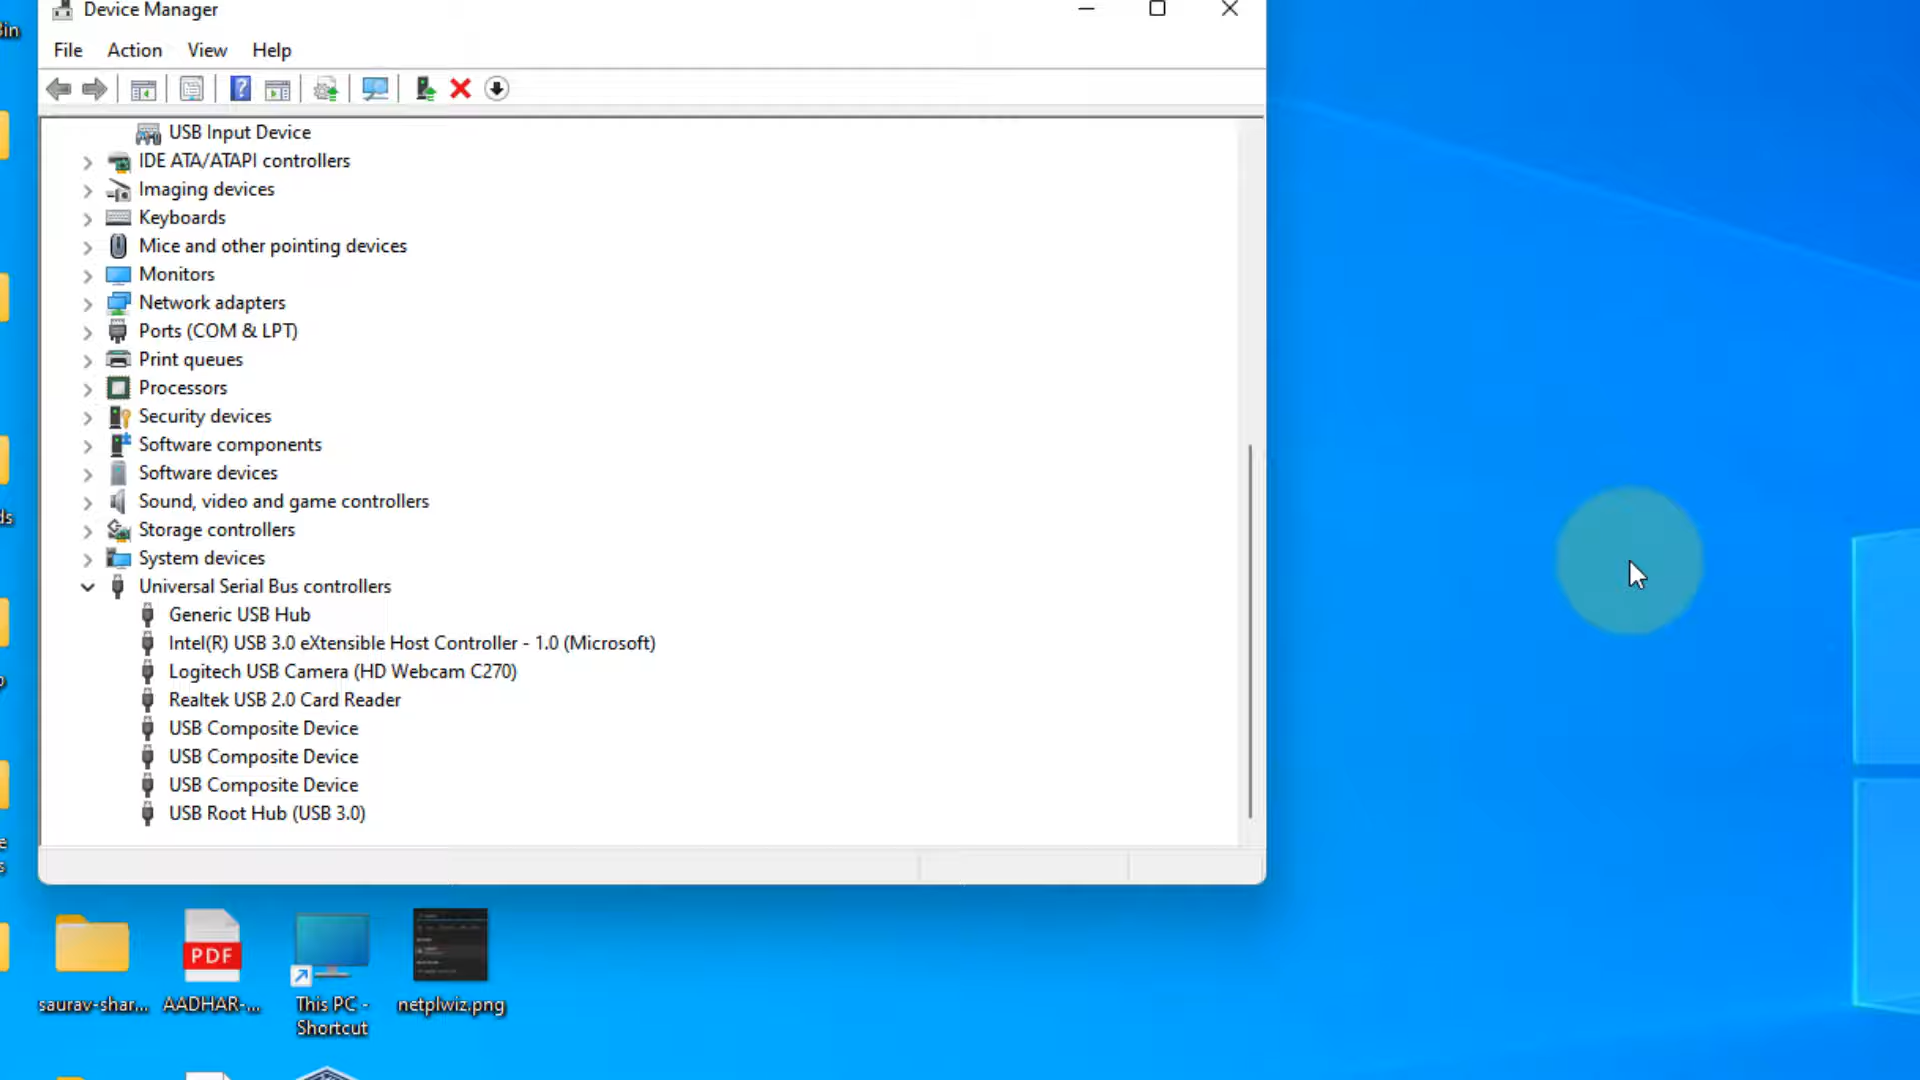 Device Manager
File Action View Help
USB Input Device
IDE ATA/ATAPI controllers
Imaging devices
Keyboards
Mice and other pointing devices
Monitors
Network adapters
Ports (COM & LPT)
Print queues
Processors
Security devices
Software components
Software devices
Sound, video and game controllers
Storage controllers
System devices
Universal Serial Bus controllers
Generic USB Hub
Intel(R) USB 3.0 eXtensible Host Controller - 1.0 (Microsoft)
Logitech USB Camera (HD Webcam C270)
Realtek USB 2.0 Card Reader
USB Composite Device
USB Composite Device
USB Composite Device
USB Root Hub (USB 3.0)
PDF
saurav-shar... AADHAR-... This PC - netplwiz.png
Shortcut